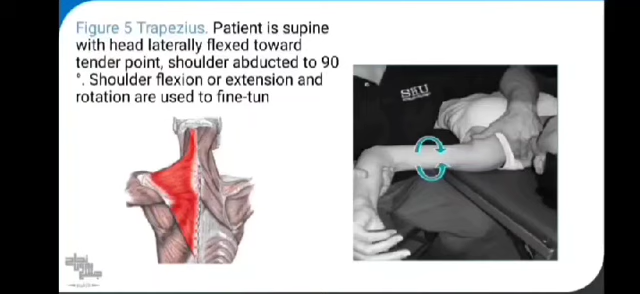 Figure 5 Trapezius. Patient is supine
with head laterally flexed toward
tender point, shoulder abducted to 90
°. Shoulder flexion or extension and
rotation are used to fine-tun
SKU